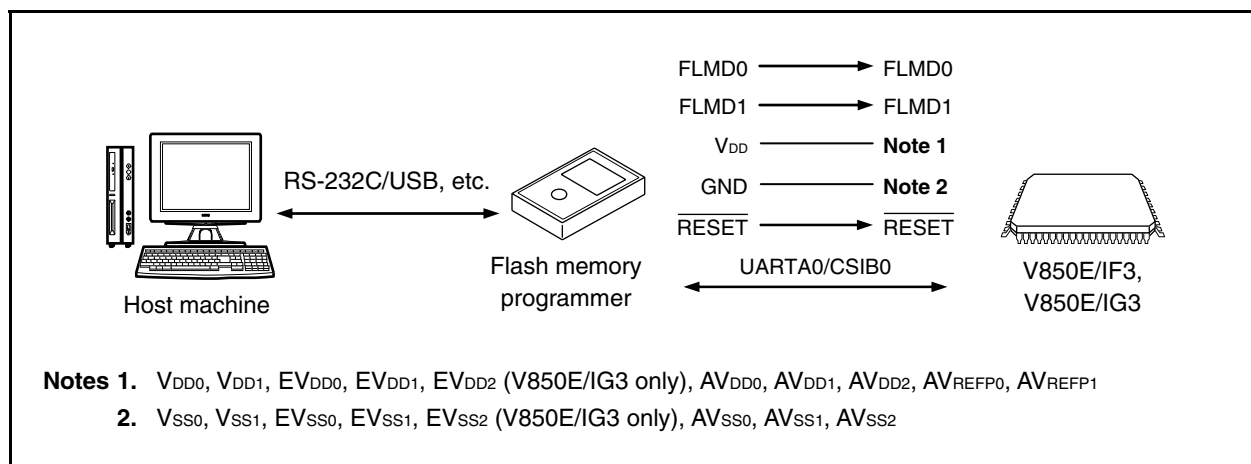 FLMD0 FLMD0
FLMD1 FLMD1
VDD Note 1
GND Note 2
RESET RESET
RS-232C/USB, etc.
UARTA0/CSIB0
Host machine
Flash memory
programmer
V850E/IF3,
V850E/IG3
Notes 1. VDD0, VDD1, EVDD0, EVDD1, EVDD2 (V850E/IG3 only), AVDD0, AVDD1, AVDD2, AVREFP0, AVREFP1
2. VSS0, VSS1, EVSS0, EVSS1, EVSS2 (V850E/IG3 only), AVSS0, AVSS1, AVSS2